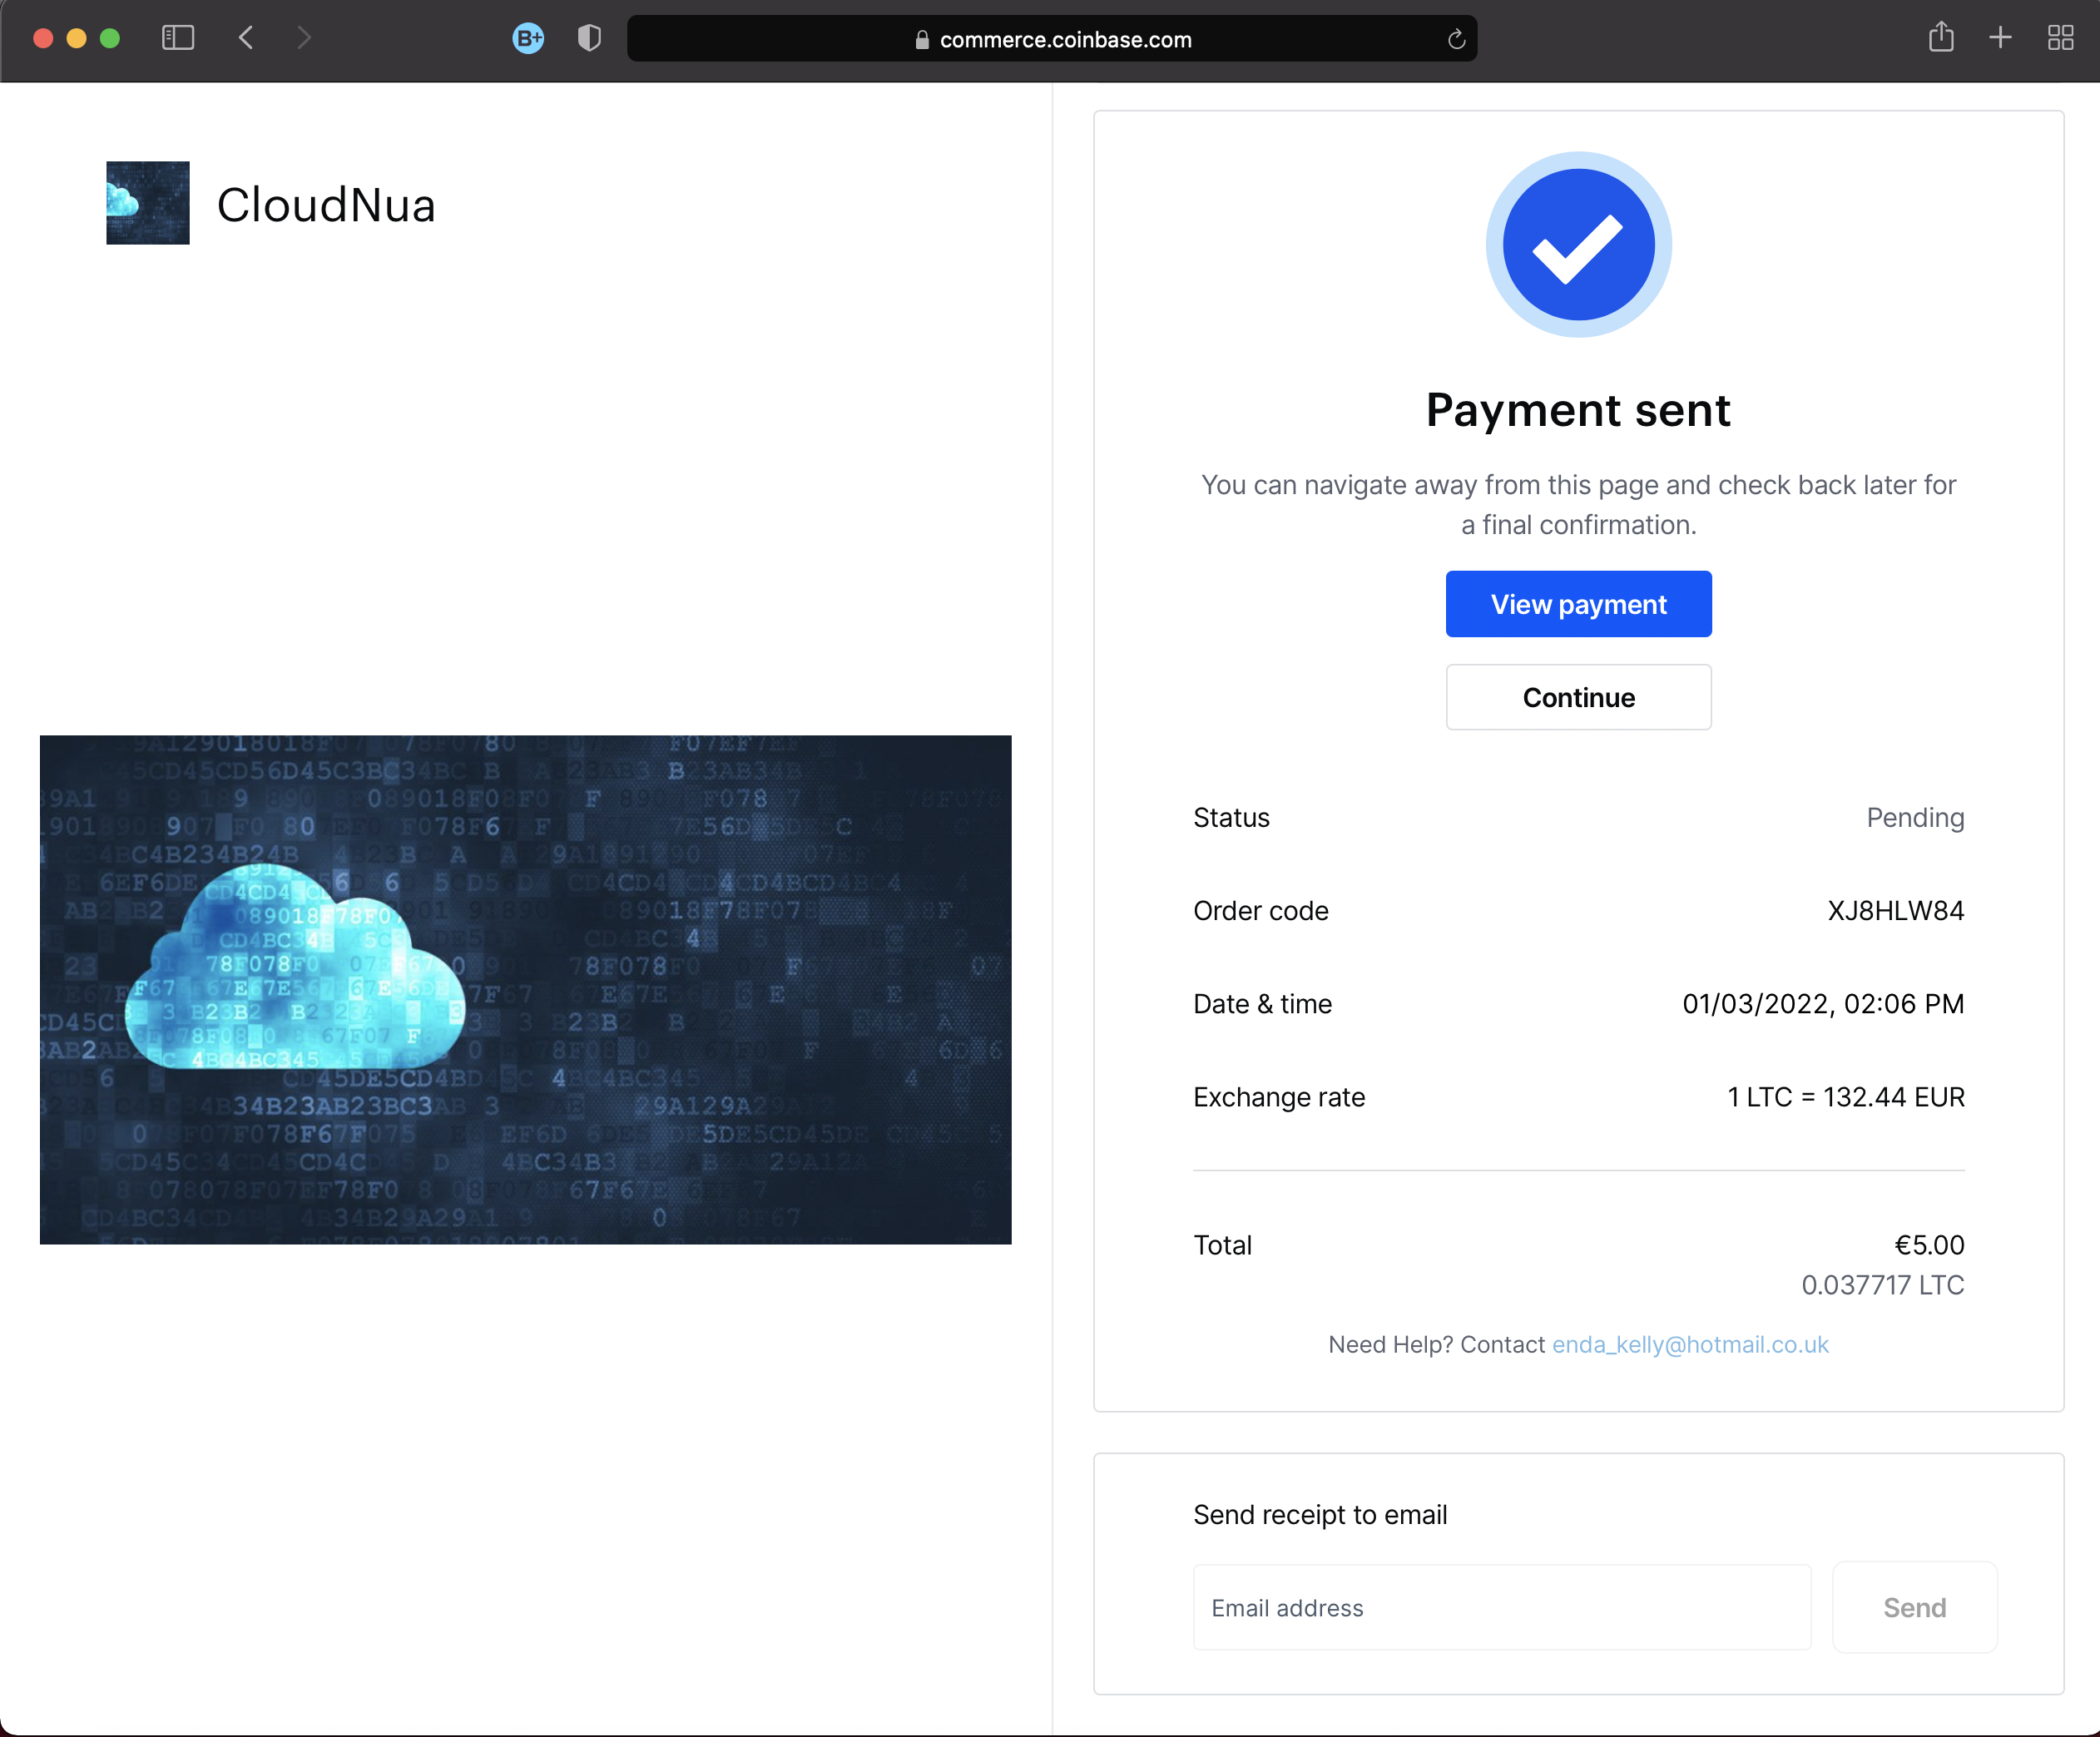 B+
commerce.coinbase.com
CloudNua
Payment sent
You can navigate away from this page and check back later for
a final confirmation.
View payment
Continue
Status Pending
Order code XJ8HLW84
Date & time 01/03/2022, 02:06 PM
Exchange rate 1 LTC = 132.44 EUR
Total €5.00
0.037717 LTC
Need Help? Contact enda_kelly@hotmail.co.uk
Send receipt to email
Email address Send